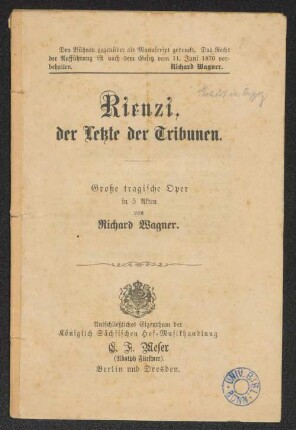 Den Bühnen gegenüber als Manuscript gedruckt. Das Recht
der Aufführung ist nach dem Gesetz vom 11. Juni 1870 vor-
behalten. Richard Wagner.
Rienzi,
der Letzte der Tribunen.
Große tragische Oper
in 5 Akten
von
Richard Wagner.
Ausschließliches Eigenthum der
Königlich Sächsischen Hof-Musikhandlung
C. F. Meser
(Adolph Fürstner).
Berlin und Dresden.